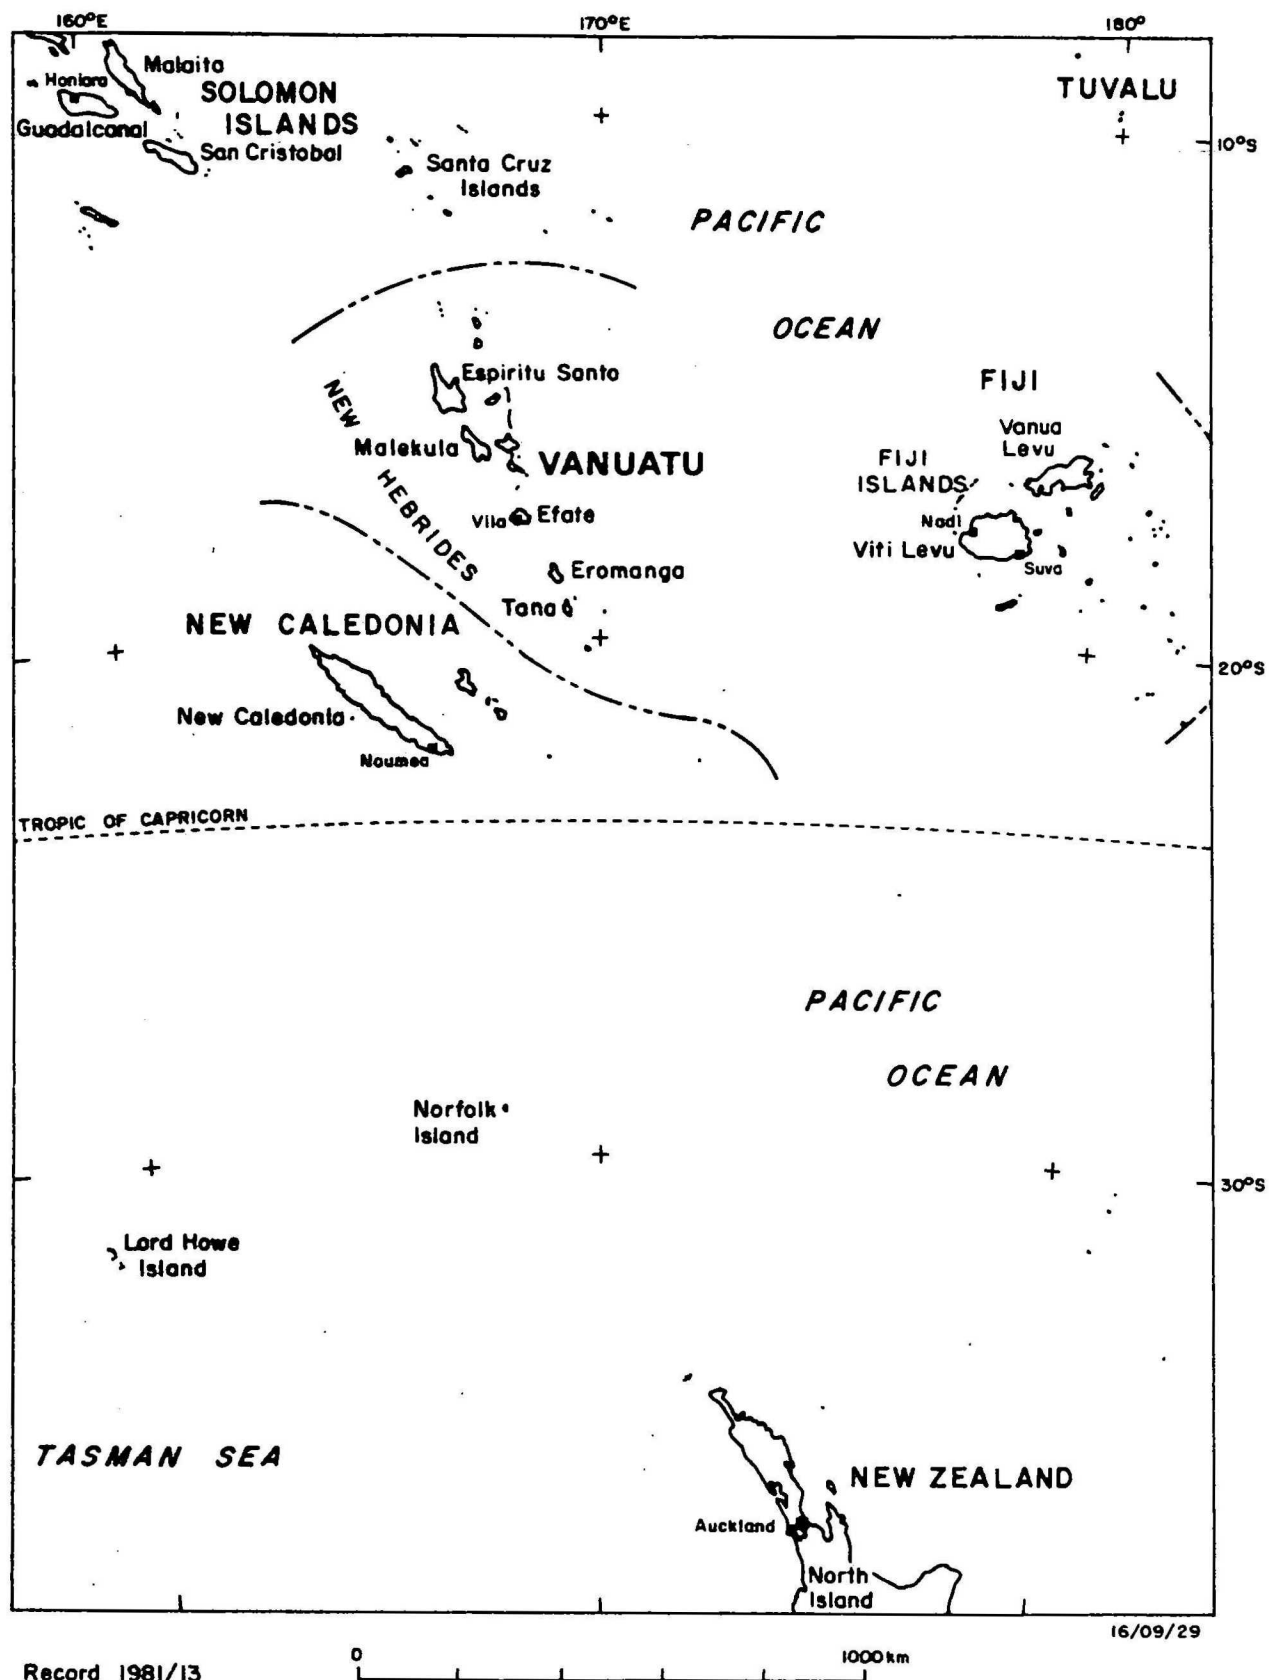 160°E 170°E 180°
Malaita
Honiara
SOLOMON
ISLANDS
Guadalcanal
San Cristobal
TUVALU
10°S
Santa Cruz
Islands
PACIFIC
OCEAN
Espiritu Santo
NEW
HEBRIDES
Malekula
VANUATU
Vila Efate
Eromanga
Tana
FIJI
Vanua
Levu
FIJI
ISLANDS
Nadi
Viti Levu
Suva
NEW CALEDONIA
20°S
New Caledonia
Noumea
TROPIC OF CAPRICORN
PACIFIC
OCEAN
Norfolk
Island
30°S
Lord Howe
Island
TASMAN SEA
NEW ZEALAND
Auckland
North
Island
16/09/29
Record 1981/13
0 1000km